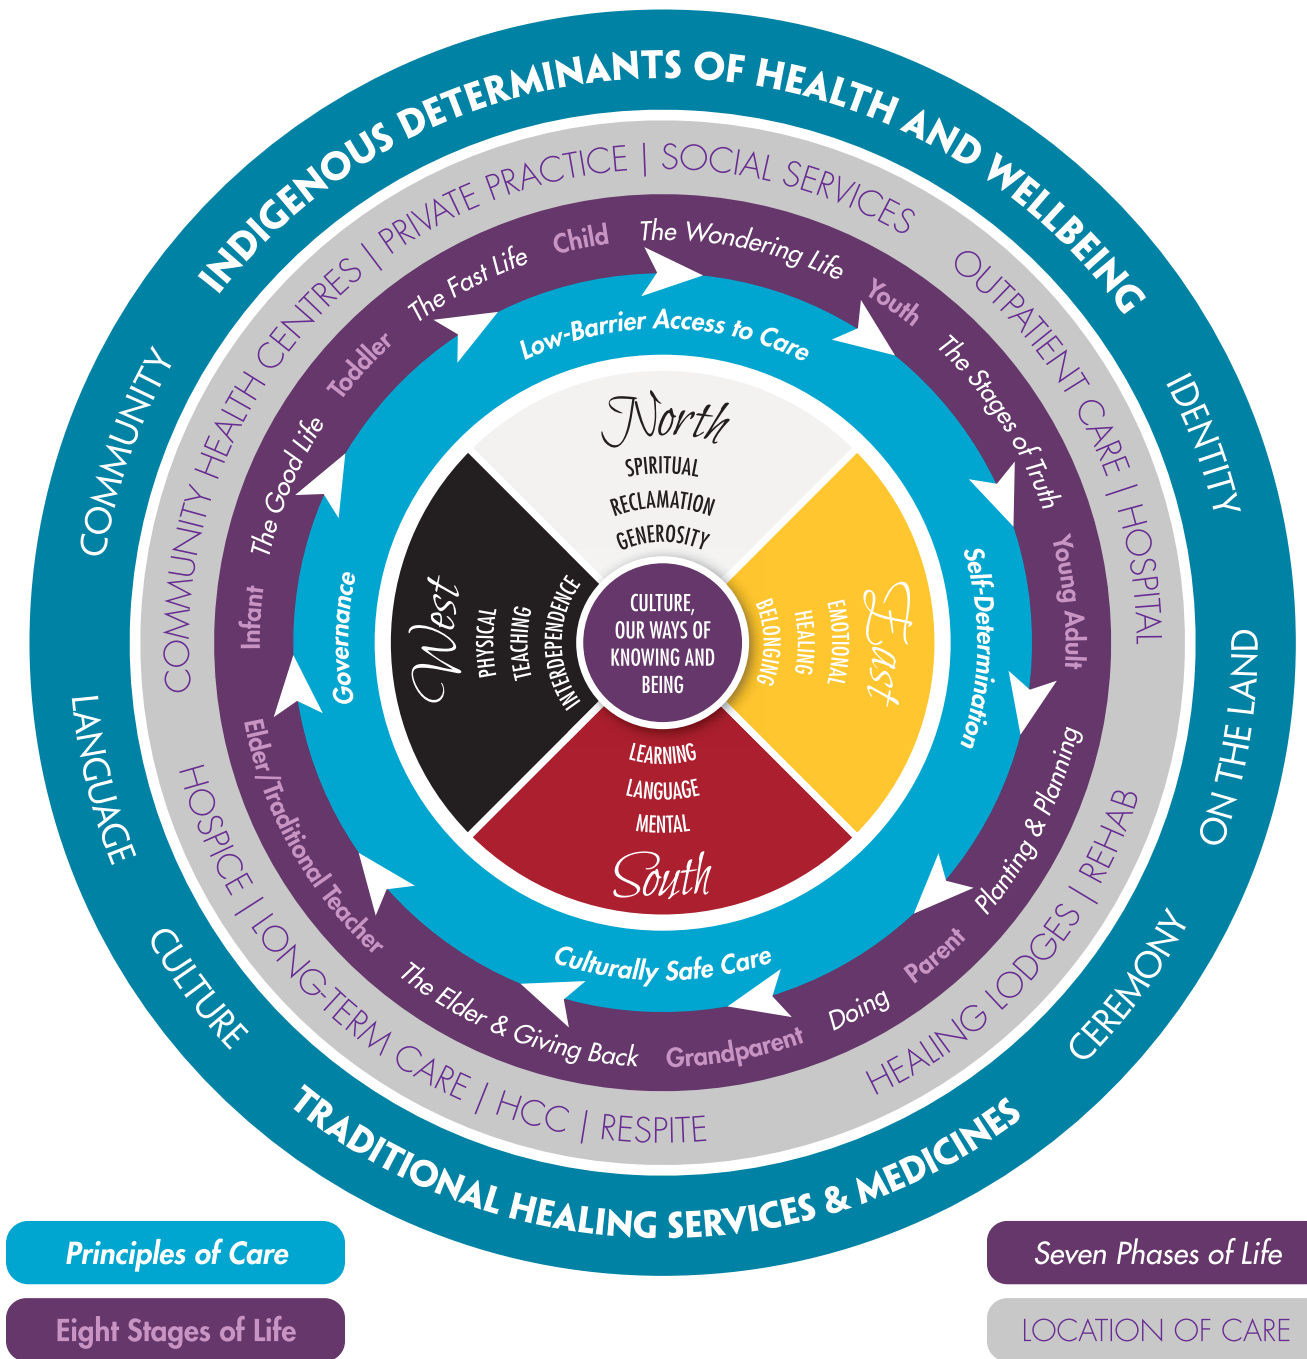 INDIGENOUS DETERMINANTS OF HEALTH AND WELLBEING
IDENTITY
ON THE LAND
CEREMONY
TRADITIONAL HEALING SERVICES & MEDICINES
CULTURE
LANGUAGE
COMMUNITY
COMMUNITY HEALTH CENTRES | PRIVATE PRACTICE | SOCIAL SERVICES
OUTPATIENT CARE | HOSPITAL
HEALING LODGES | REHAB
HOSPICE | LONG-TERM CARE | HCC | RESPITE
Infant
The Good Life
Toddler
The Fast Life
Child
The Wondering Life
Youth
The Stages of Truth
Young Adult
Planting & Planning
Parent
Doing
Grandparent
The Elder & Giving Back
Elder/Traditional Teacher
Low-Barrier Access to Care
Self-Determination
Culturally Safe Care
Governance
North
SPIRITUAL
RECLAMATION
GENEROSITY
East
EMOTIONAL
HEALING
BELONGING
LEARNING
LANGUAGE
MENTAL
South
West
PHYSICAL
TEACHING
INTERDEPENDENCE
CULTURE,
OUR WAYS OF
KNOWING AND
BEING
Principles of Care
Eight Stages of Life
Seven Phases of Life
LOCATION OF CARE